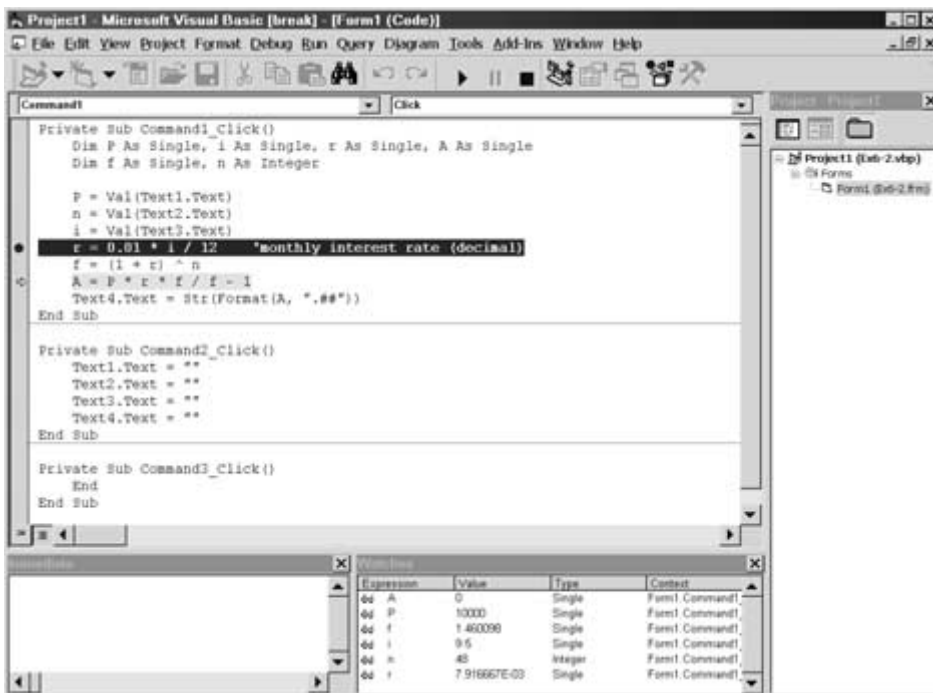 Project1 - Microsoft Visual Basic [break] - [Form1 (Code)]
File Edit View Project Format Debug Run Query Diagram Tools Add-Ins Window Help
Command1
Click
Project - Project1
Private Sub Command1_Click()
Dim P As Single, i As Single, r As Single, A As Single
Dim f As Single, n As Integer
P = Val(Text1.Text)
n = Val(Text2.Text)
i = Val(Text3.Text)
r = 0.01 * i / 12 'monthly interest rate (decimal)
f = (1 + r) ^ n
A = P * r * f / f - 1
Text4.Text = Str(Format(A, ".##"))
End Sub
Private Sub Command2_Click()
Text1.Text = ""
Text2.Text = ""
Text3.Text = ""
Text4.Text = ""
End Sub
Private Sub Command3_Click()
End
End Sub
Project1 (Ex6-2.vbp)
Forms
Form1 (Ex6-2.frm)
Immediate
Watches
Expression Value Type Context
A 0 Single Form1.Command1_
P 10000 Single Form1.Command1_
f 1.460098 Single Form1.Command1_
i 9.5 Single Form1.Command1_
n 48 Integer Form1.Command1_
r 7.916667E-03 Single Form1.Command1_